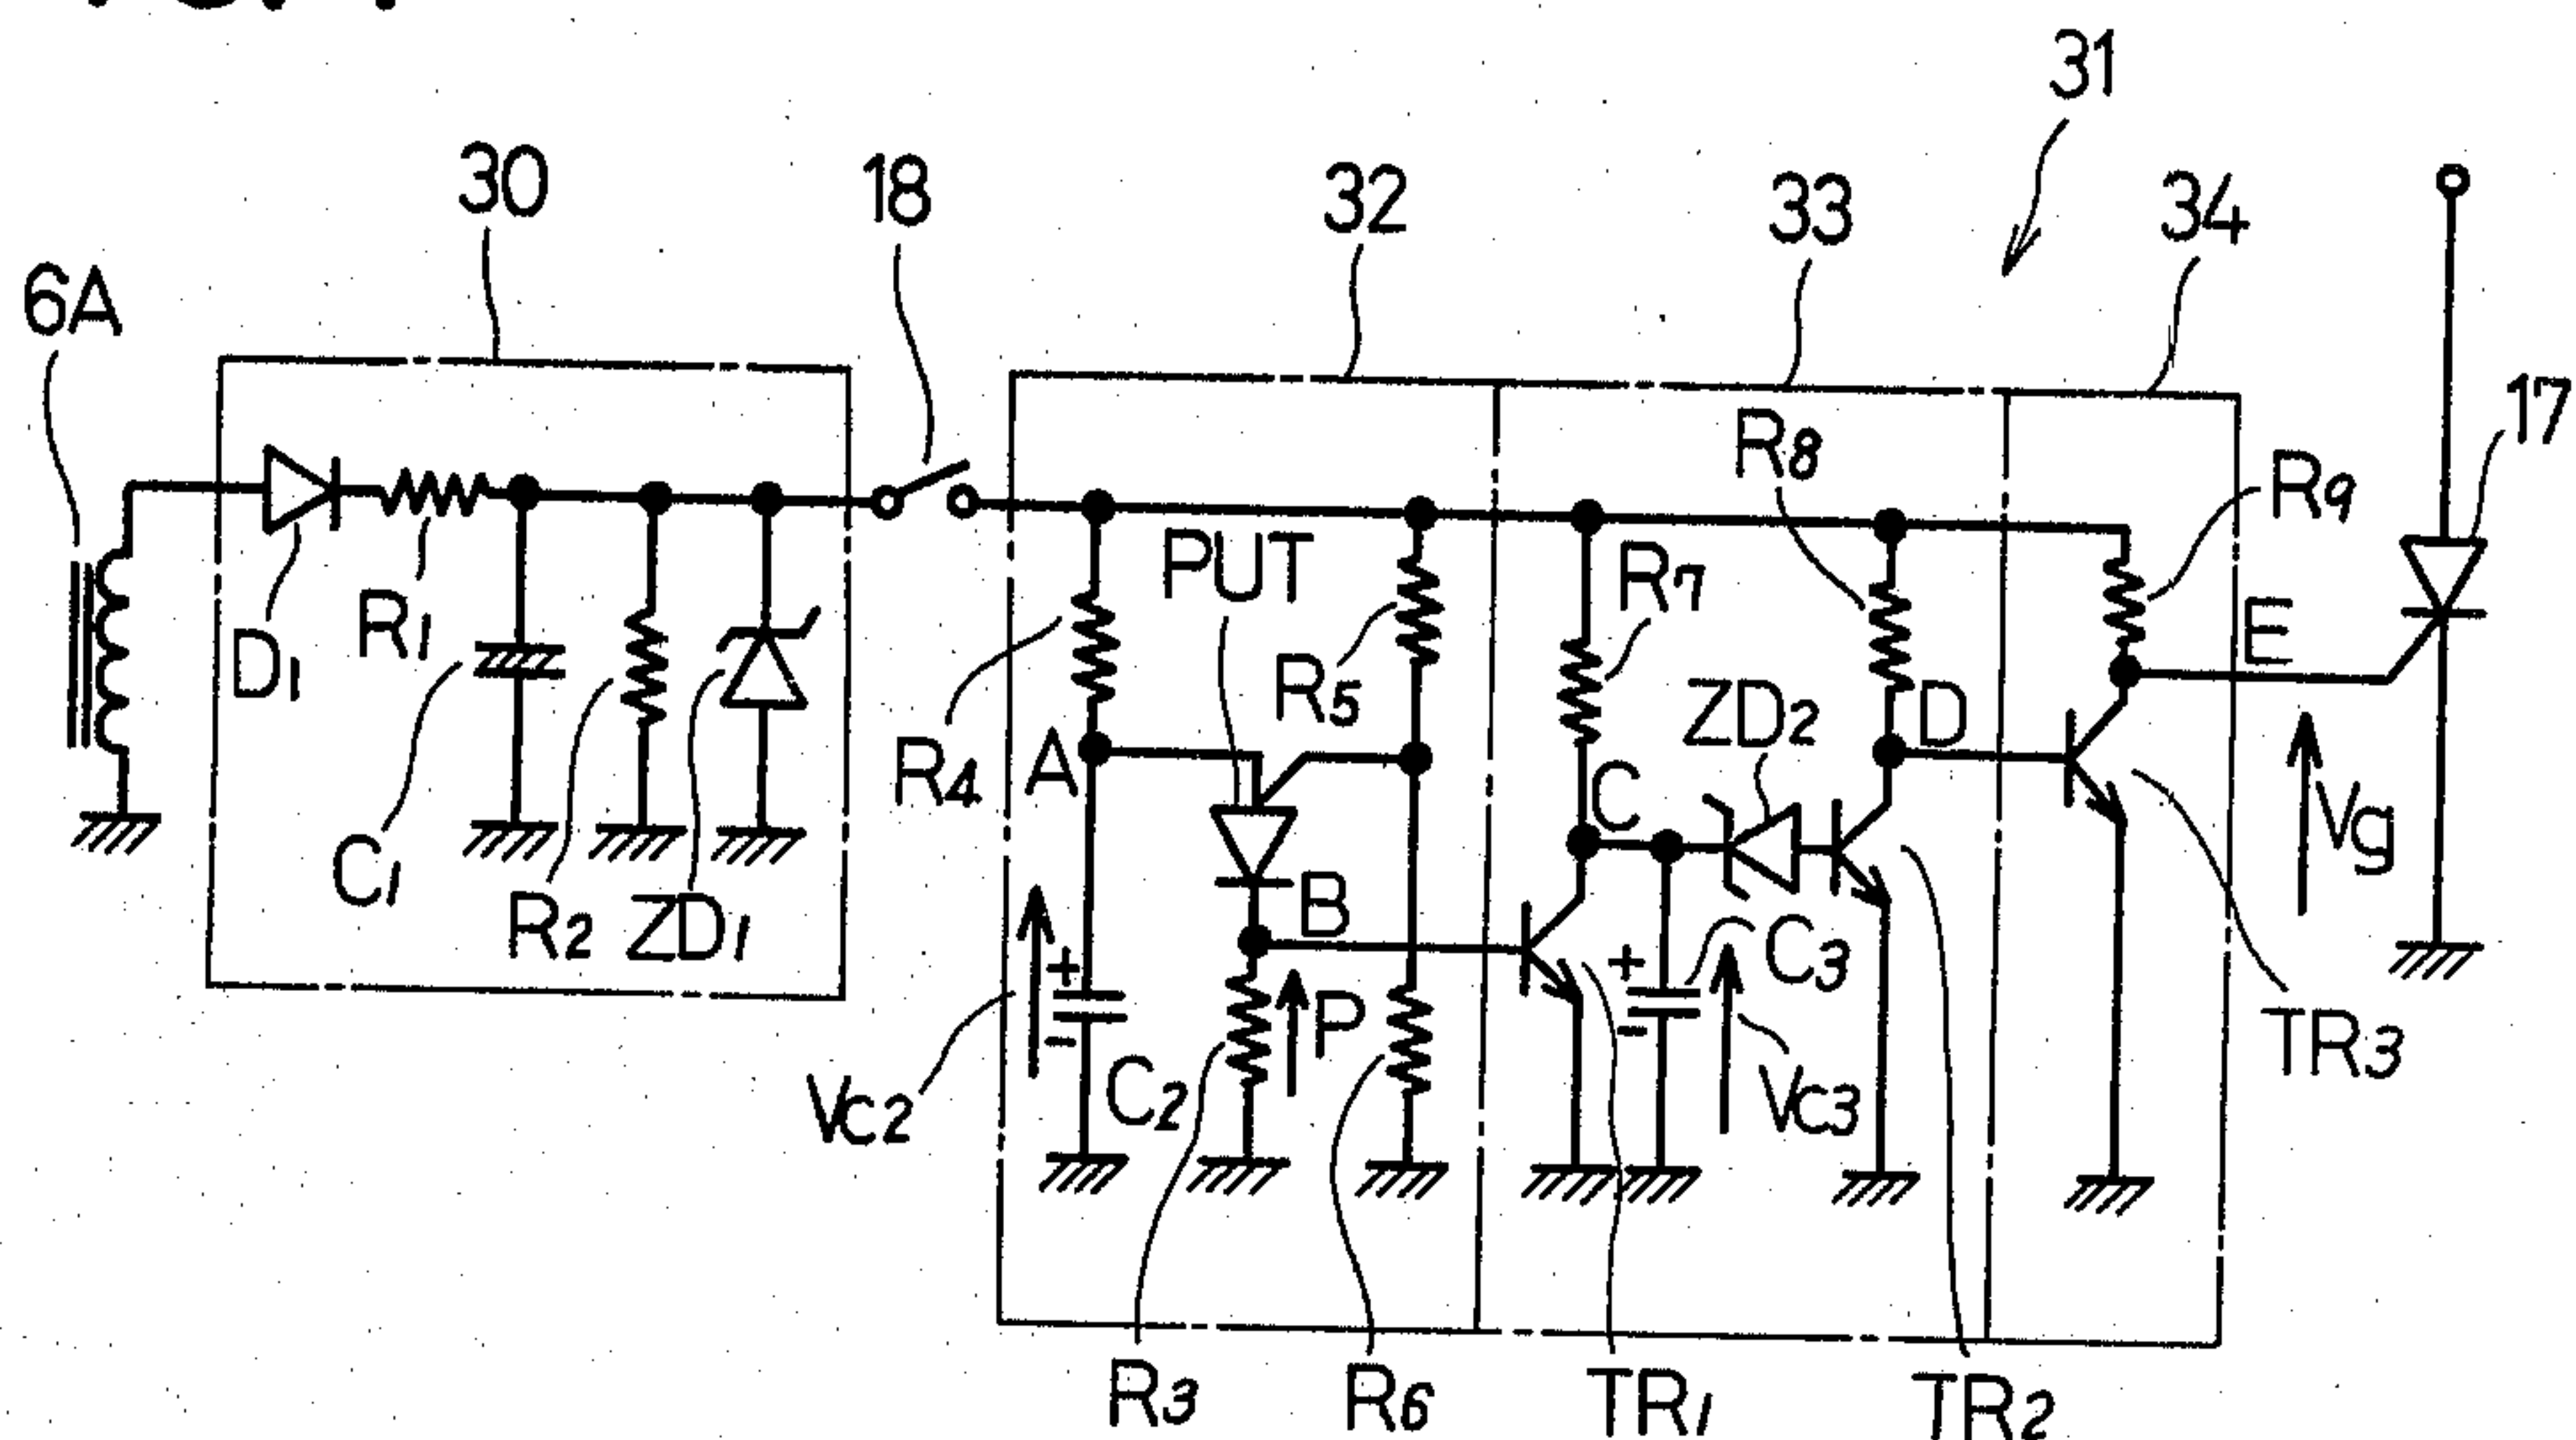 31
30
18
32
33
34
6A
17
R8
R9
PUT
R7
E
D1
R1
R5
ZD2
D
A
R4
C
Vg
C1
B
R2
ZD1
+
P
+
C3
-
-
TR3
VC2
C2
VC3
R3
R6
TR1
TR2